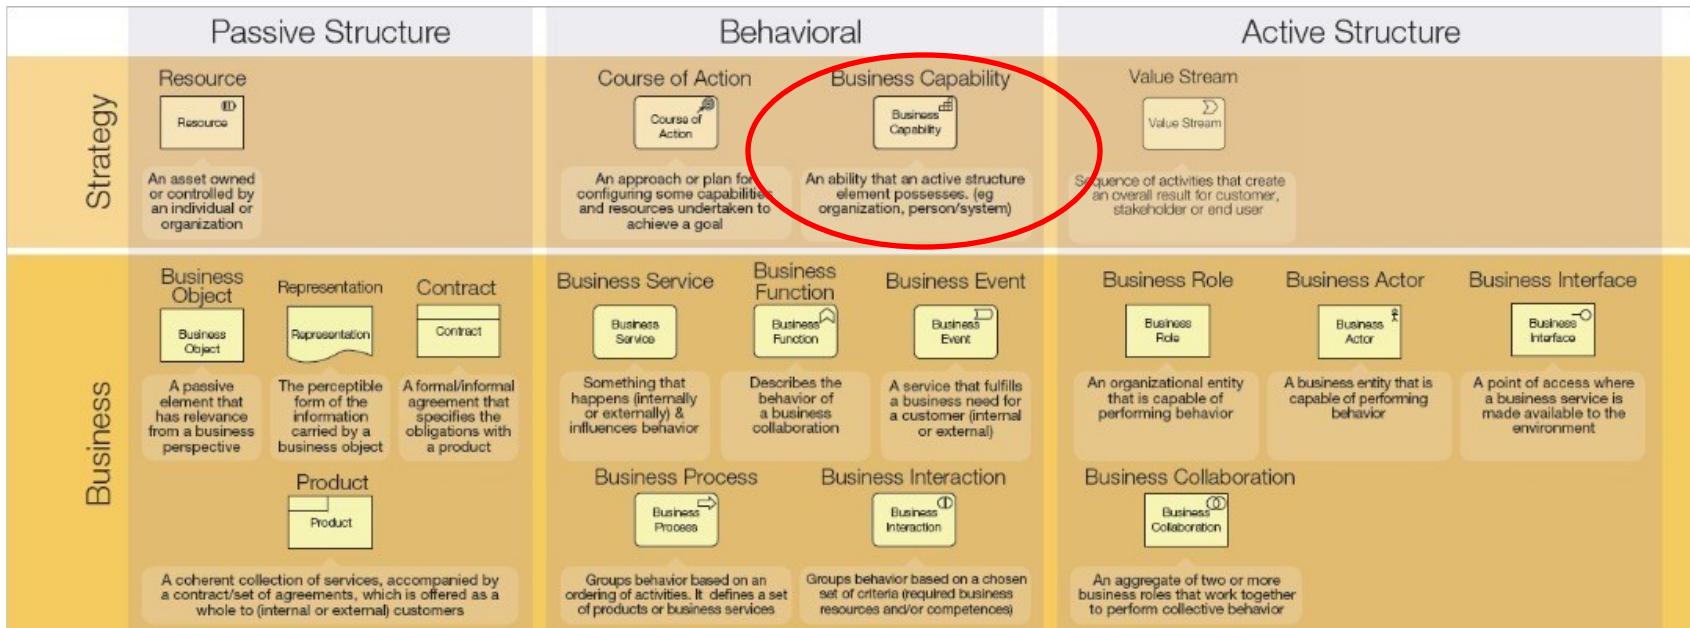 Passive Structure
Behavioral
Active Structure
Strategy
Resource
Resource
An asset owned
or controlled by
an individual or
organization
Course of Action
Course of
Action
An approach or plan for
configuring some capabilities
and resources undertaken to
achieve a goal
Business Capability
Business
Capability
An ability that an active structure
element possesses. (eg
organization, person/system)
Value Stream
Value Stream
Sequence of activities that create
an overall result for customer,
stakeholder or end user
Business
Business
Object
Business
Object
A passive
element that
has relevance
from a business
perspective
Representation
Representation
The perceptible
form of the
information
carried by a
business object
Contract
Contract
A formal/informal
agreement that
specifies the
obligations with
a product
Business Service
Business
Service
Something that
happens (internally
or externally) &
influences behavior
Business
Function
Business
Function
Describes the
behavior of
a business
collaboration
Business Event
Business
Event
A service that fulfills
a business need for
a customer (internal
or external)
Business Role
Business
Role
An organizational entity
that is capable of
performing behavior
Business Actor
Business
Actor
A business entity that is
capable of performing
behavior
Business Interface
Business
Interface
A point of access where
a business service is
made available to the
environment
Product
Product
A coherent collection of services, accompanied by
a contract/set of agreements, which is offered as a
whole to (internal or external) customers
Business Process
Business
Process
Groups behavior based on an
ordering of activities. It defines a set
of products or business services
Business Interaction
Business
Interaction
Groups behavior based on a chosen
set of criteria (required business
resources and/or competences)
Business Collaboration
Business
Collaboration
An aggregate of two or more
business roles that work together
to perform collective behavior